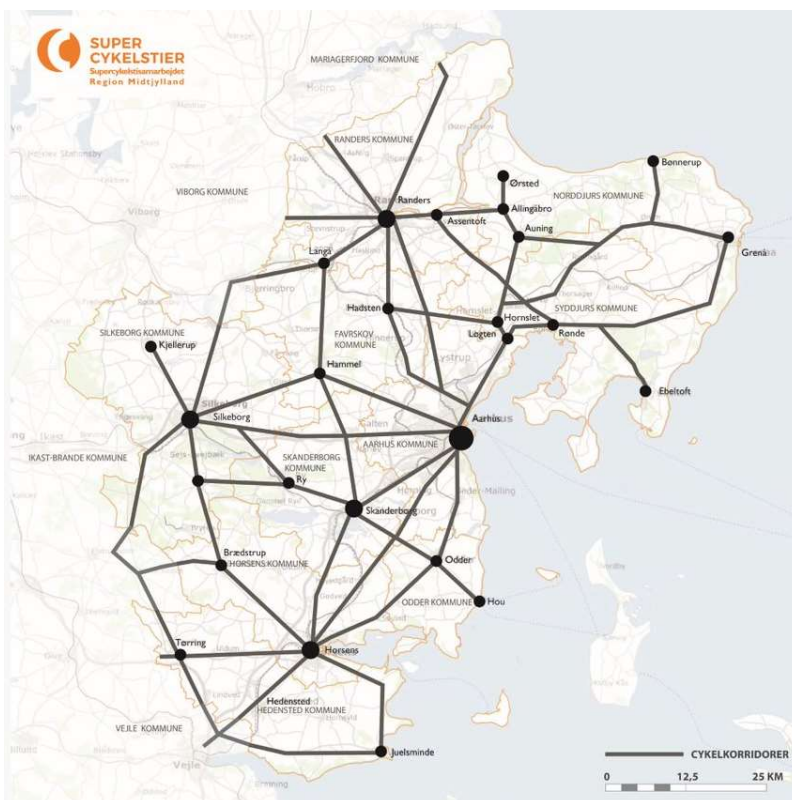 SUPER
CYKELSTIER
Supercykelstisamarbejdet
Region Midtjylland
MARIAGERFJORD KOMMUNE
RANDERS KOMMUNE
VIBORG KOMMUNE
Viborg
Randers
Assentoft
Ørsted
Allingåbro
Auning
NORDDJURS KOMMUNE
Bønnerup
Grenå
Langå
Hadsten
Hornslet
Løgten
SYDDJURS KOMMUNE
Rønde
SILKEBORG KOMMUNE
Kjellerup
FAVRSKOV
KOMMUNE
Hammel
Ebeltoft
Silkeborg
Aarhus
AARHUS KOMMUNE
IKAST-BRANDE KOMMUNE
SKANDERBORG
KOMMUNE
Ry
Skanderborg
Brædstrup
HORSENS KOMMUNE
Odder
ODDER KOMMUNE
Hou
Tørring
Horsens
Hedensted
HEDENSTED KOMMUNE
VEJLE KOMMUNE
Vejle
Juelsminde
CYKELKORRIDORER
0 12,5 25 KM